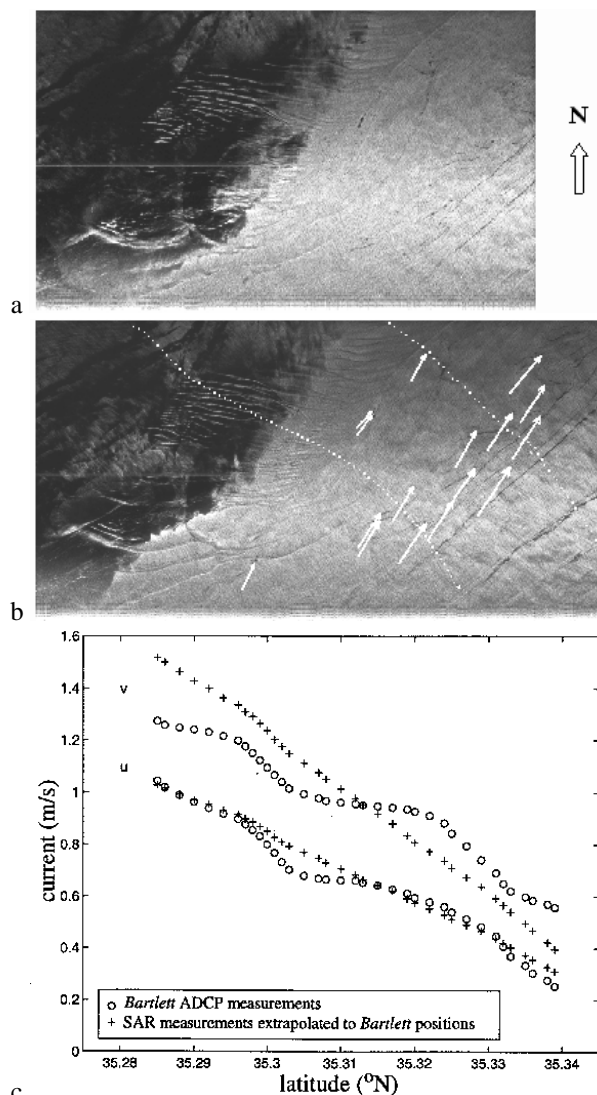 N
a
b
1.6
1.4
1.2
1
0.8
0.6
0.4
0.2
0
v
u
current (m/s)
o Bartlett ADCP measurements
+ SAR measurements extrapolated to Bartlett positions
35.28 35.29 35.3 35.31 35.32 35.33 35.34
latitude (°N)
c